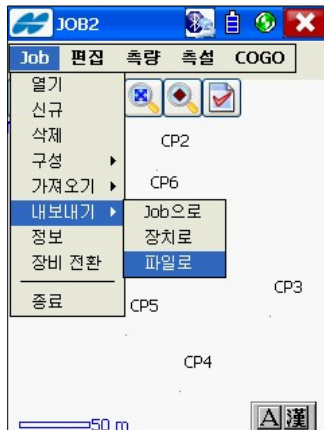 JOB2
Job 편집 측량 측설 COGO
열기
신규
삭제
구성
가져오기
내보내기
정보
장비 전환
종료
Job으로
장치로
파일로
CP2
CP6
CP3
CP5
CP4
50 m
A漢